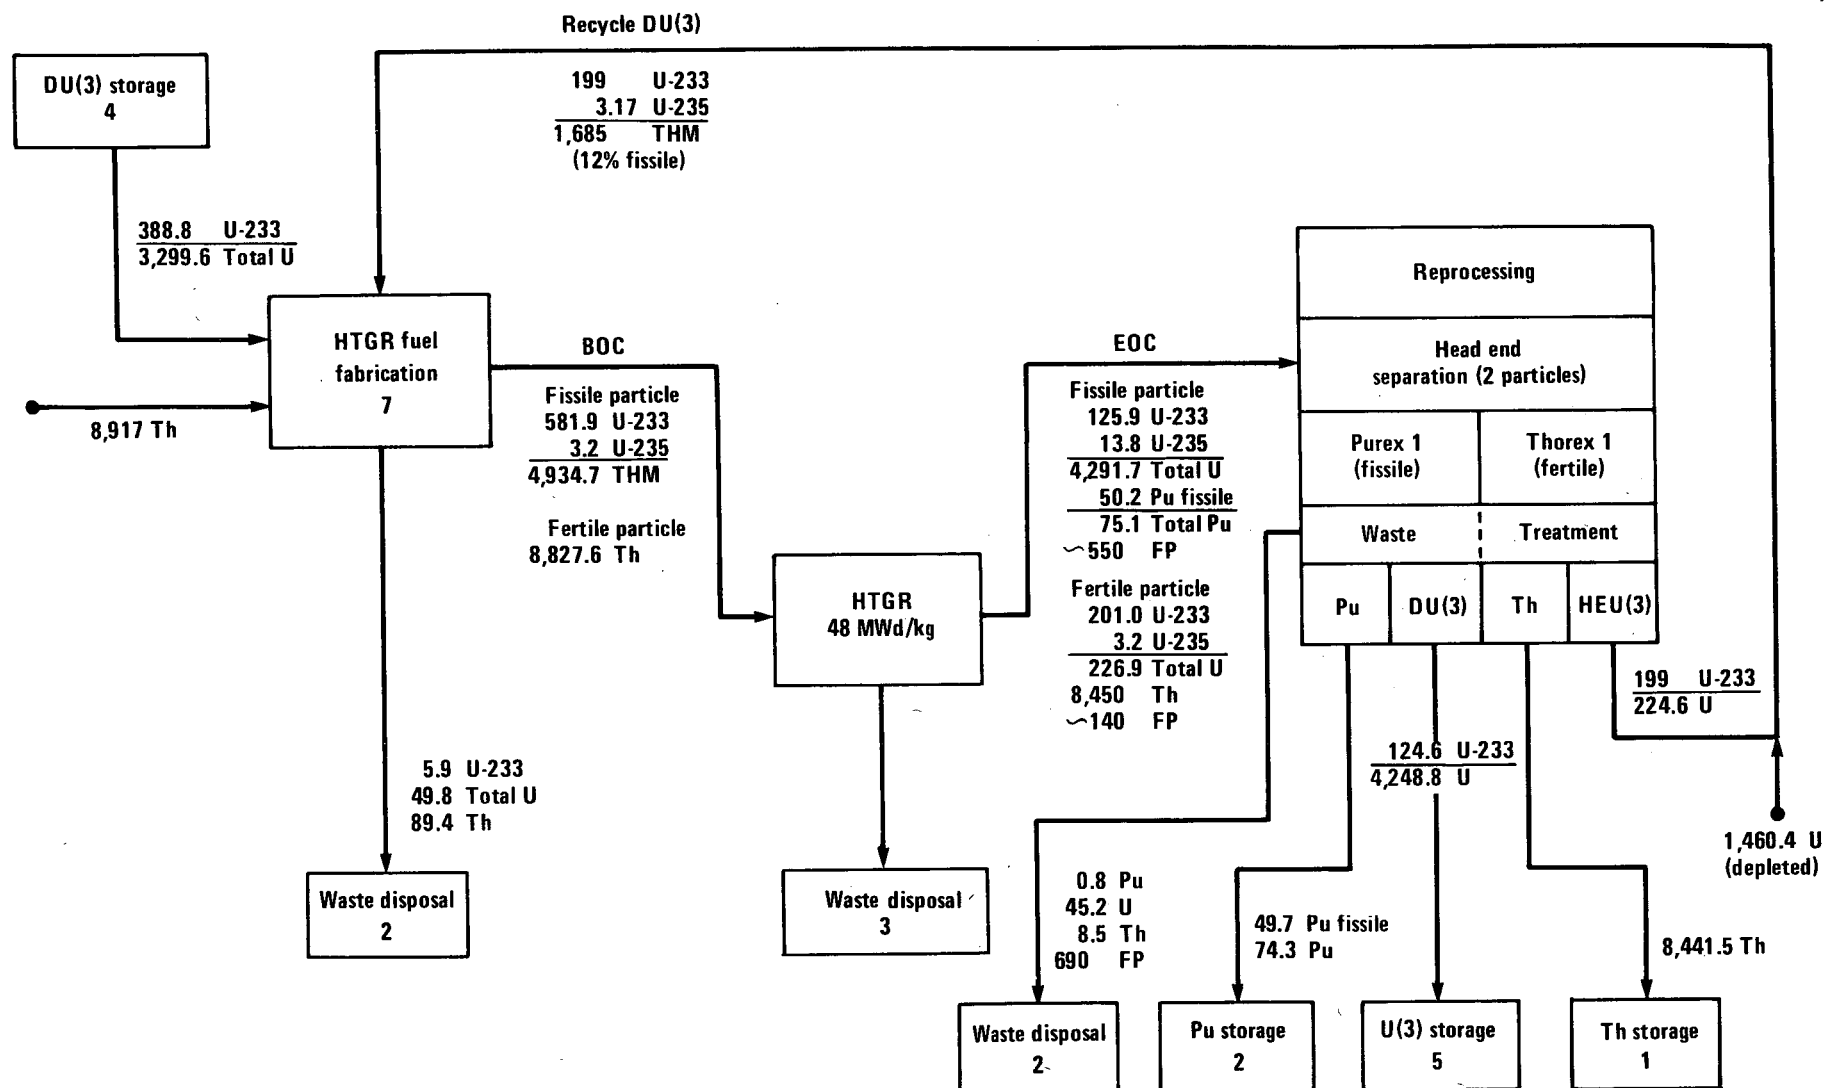 Recycle DU(3)
199 U-233
3.17 U-235
1,685 THM
(12% fissile)
DU(3) storage
4
388.8 U-233
3,299.6 Total U
8,917 Th
HTGR fuel
fabrication
7
BOC
Fissile particle
581.9 U-233
3.2 U-235
4,934.7 THM
Fertile particle
8,827.6 Th
5.9 U-233
49.8 Total U
89.4 Th
Waste disposal
2
HTGR
48 MWd/kg
Waste disposal
3
EOC
Fissile particle
125.9 U-233
13.8 U-235
4,291.7 Total U
50.2 Pu fissile
75.1 Total Pu
~550 FP
Fertile particle
201.0 U-233
3.2 U-235
226.9 Total U
8,450 Th
~140 FP
Reprocessing
Head end
separation (2 particles)
Purex 1
(fissile)
Thorex 1
(fertile)
Waste
Treatment
Pu
DU(3)
Th
HEU(3)
199 U-233
224.6 U
124.6 U-233
4,248.8 U
1,460.4 U
(depleted)
0.8 Pu
45.2 U
8.5 Th
690 FP
49.7 Pu fissile
74.3 Pu
8,441.5 Th
Waste disposal
2
Pu storage
2
U(3) storage
5
Th storage
1